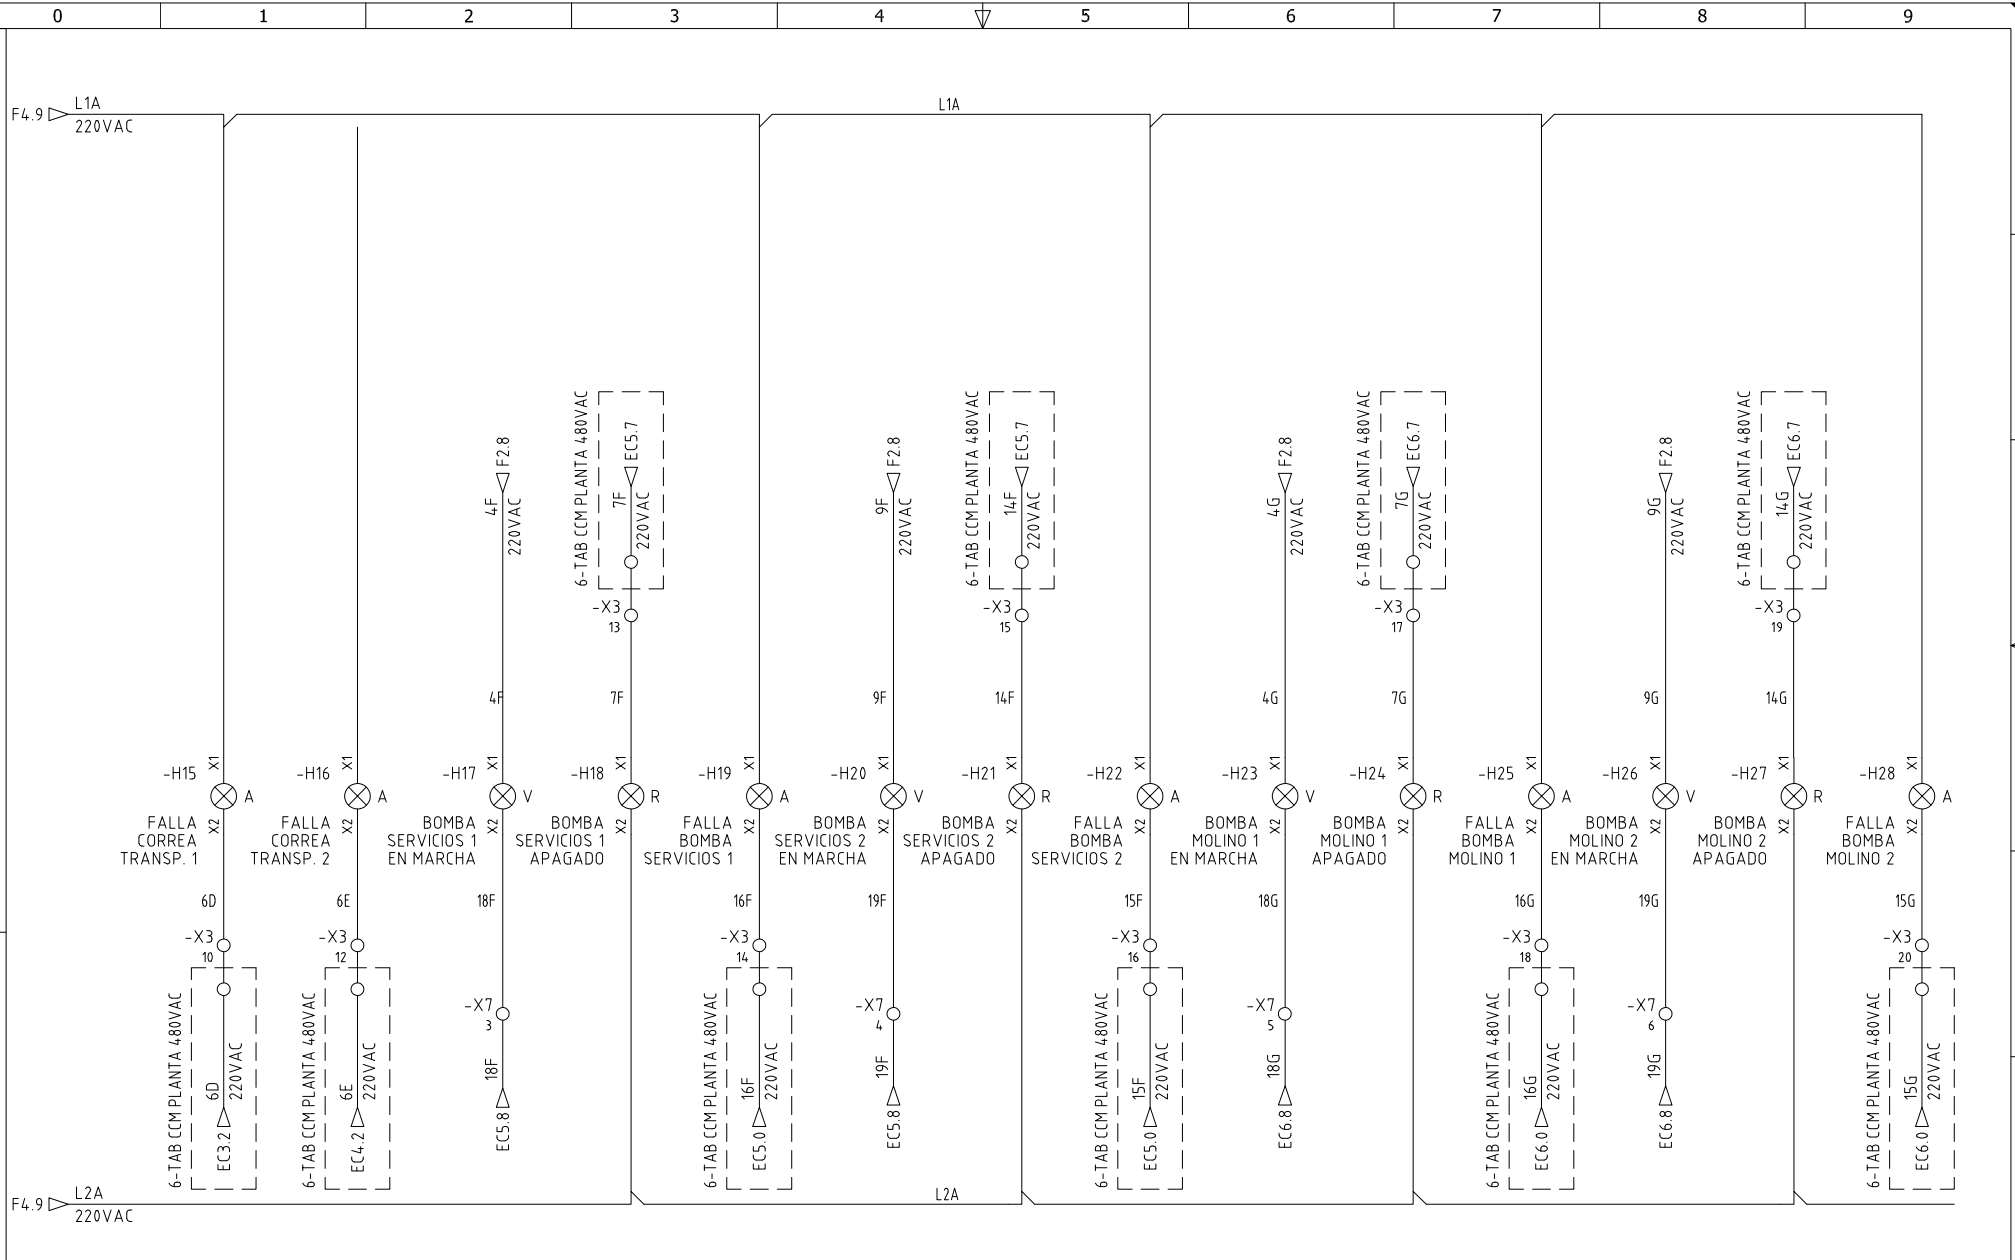 0 1 2 3 4 5 6 7 8 9
F4.9 L1A L1A
220VAC
6-TAB CCM PLANTA 480VAC 6-TAB CCM PLANTA 480VAC 6-TAB CCM PLANTA 480VAC 6-TAB CCM PLANTA 480VAC
F2.8 EC5.7 F2.8 EC5.7 F2.8 EC6.7 F2.8 EC6.7
4F 7F 9F 14F 4G 7G 9G 14G
220VAC 220VAC 220VAC 220VAC 220VAC 220VAC 220VAC 220VAC
-X3 -X3 -X3 -X3
13 15 17 19
4F 7F 9F 14F 4G 7G 9G 14G
X1 X1 X1 X1 X1 X1 X1 X1 X1 X1 X1 X1 X1 X1
-H15 -H16 -H17 -H18 -H19 -H20 -H21 -H22 -H23 -H24 -H25 -H26 -H27 -H28
A A V R A V R A V R A V R A
X2 X2 X2 X2 X2 X2 X2 X2 X2 X2 X2 X2 X2 X2
FALLA
CORREA
TRANSP. 1
FALLA
CORREA
TRANSP. 2
BOMBA
SERVICIOS 1
EN MARCHA
BOMBA
SERVICIOS 1
APAGADO
FALLA
BOMBA
SERVICIOS 1
BOMBA
SERVICIOS 2
EN MARCHA
BOMBA
SERVICIOS 2
APAGADO
FALLA
BOMBA
SERVICIOS 2
BOMBA
MOLINO 1
EN MARCHA
BOMBA
MOLINO 1
APAGADO
FALLA
BOMBA
MOLINO 1
BOMBA
MOLINO 2
EN MARCHA
BOMBA
MOLINO 2
APAGADO
FALLA
BOMBA
MOLINO 2
6D 6E 18F 16F 19F 15F 18G 16G 19G 15G
-X3 -X3 -X3 -X3 -X3 -X3
10 12 14 16 18 20
-X7 -X7 -X7 -X7
3 4 5 6
6-TAB CCM PLANTA 480VAC 6-TAB CCM PLANTA 480VAC 6-TAB CCM PLANTA 480VAC 6-TAB CCM PLANTA 480VAC 6-TAB CCM PLANTA 480VAC 6-TAB CCM PLANTA 480VAC
6D 6E 18F 16F 19F 15F 18G 16G 19G 15G
220VAC 220VAC 220VAC 220VAC 220VAC 220VAC
EC3.2 EC4.2 EC5.8 EC5.0 EC5.8 EC5.0 EC6.8 EC6.0 EC6.8 EC6.0
F4.9 L2A L2A
220VAC